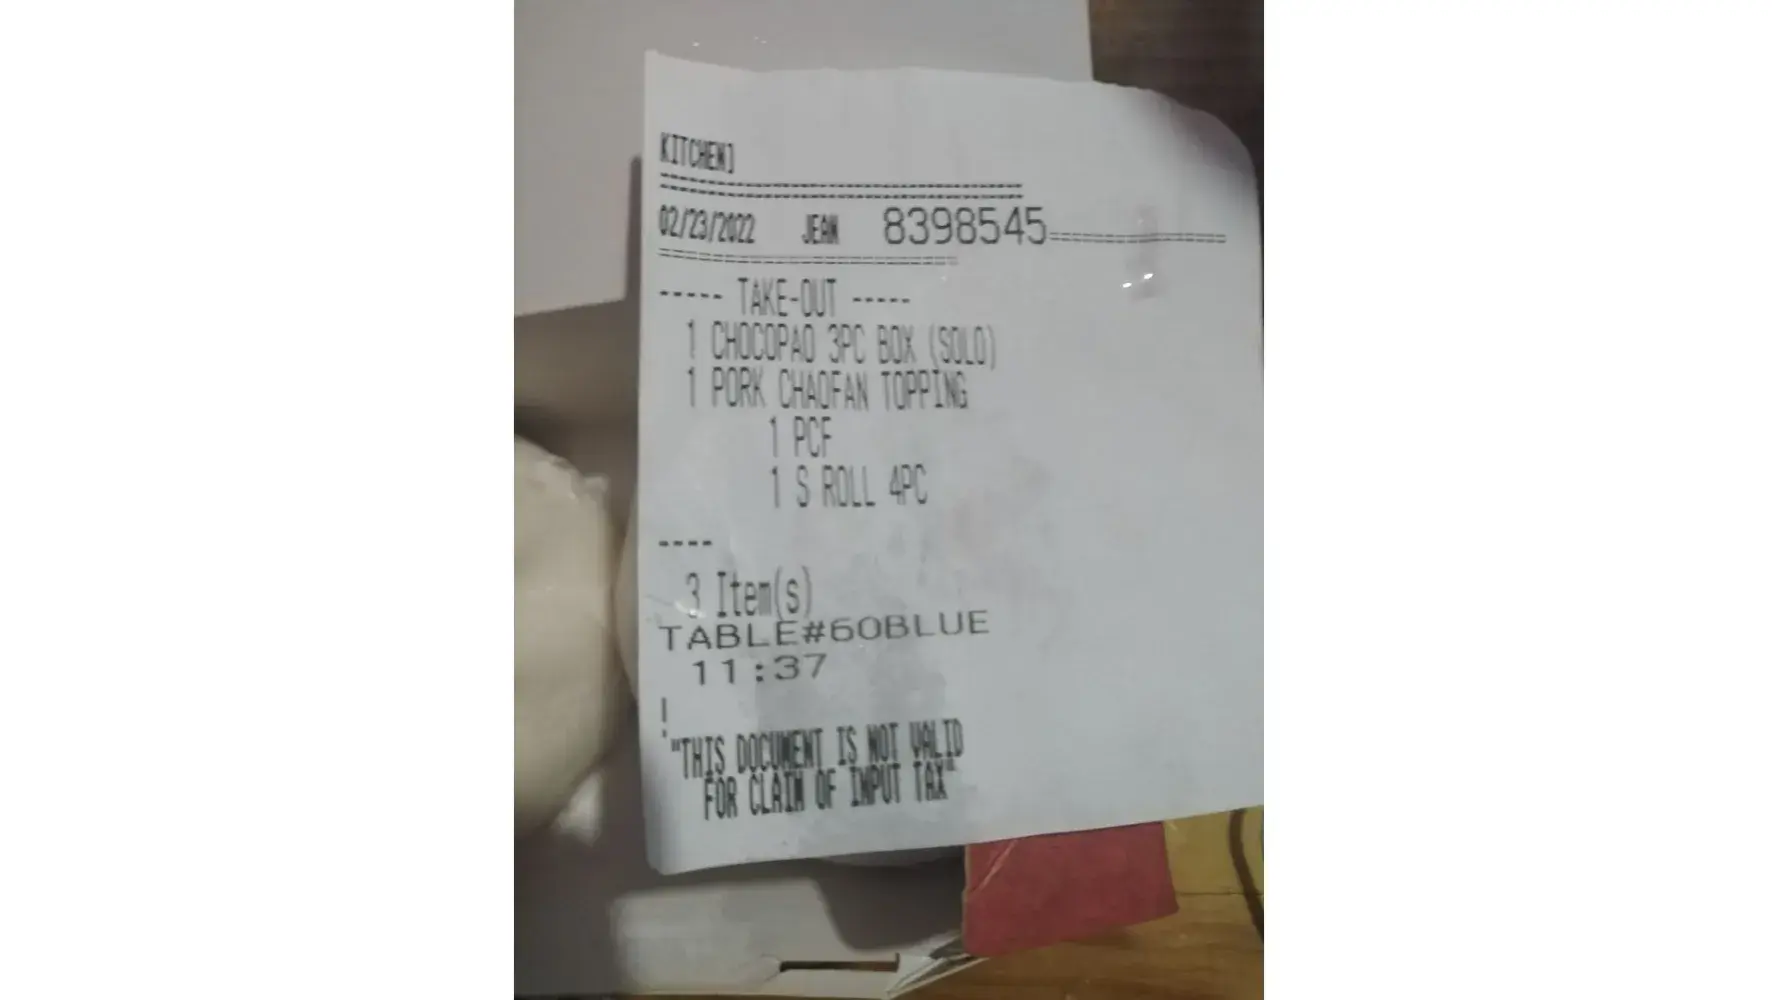 KITCHEN]
==============================
==============================
02/23/2022 JEAN 8398545===============
==========================
----- TAKE-OUT -----
1 CHOCOPAO 3PC BOX (SOLO)
1 PORK CHAOFAN TOPPING
1 PCF
1 S ROLL 4PC
----
3 Item(s)
TABLE#60BLUE
11:37
!
"THIS DOCUMENT IS NOT VALID
FOR CLAIM OF INPUT TAX"